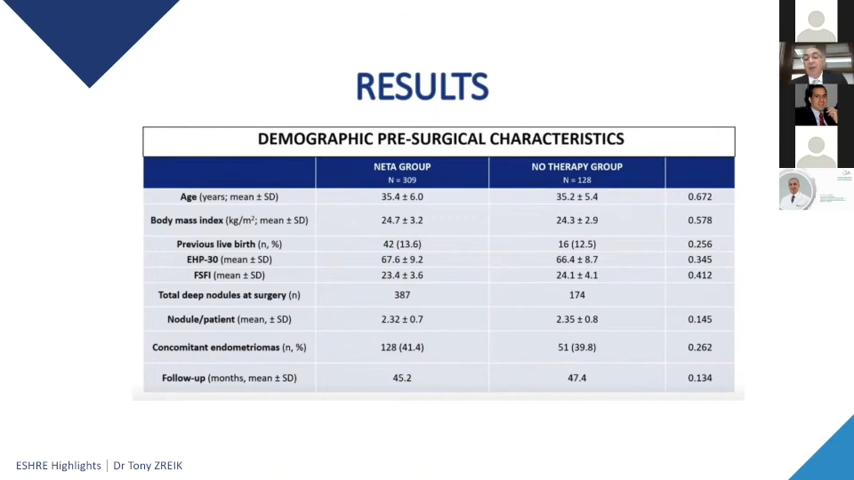 RESULTS
DEMOGRAPHIC PRE-SURGICAL CHARACTERISTICS
NETA GROUP NO THERAPY GROUP
N = 309 N = 128
Age (years; mean ± SD) 35.4 ± 6.0 35.2 ± 5.4 0.672
Body mass index (kg/m²; mean ± SD) 24.7 ± 3.2 24.3 ± 2.9 0.578
Previous live birth (n, %) 42 (13.6) 16 (12.5) 0.256
EHP-30 (mean ± SD) 67.6 ± 9.2 66.4 ± 8.7 0.345
FSFI (mean ± SD) 23.4 ± 3.6 24.1 ± 4.1 0.412
Total deep nodules at surgery (n) 387 174
Nodule/patient (mean, ± SD) 2.32 ± 0.7 2.35 ± 0.8 0.145
Concomitant endometriomas (n, %) 128 (41.4) 51 (39.8) 0.262
Follow-up (months, mean ± SD) 45.2 47.4 0.134
ESHRE Highlights | Dr Tony ZREIK